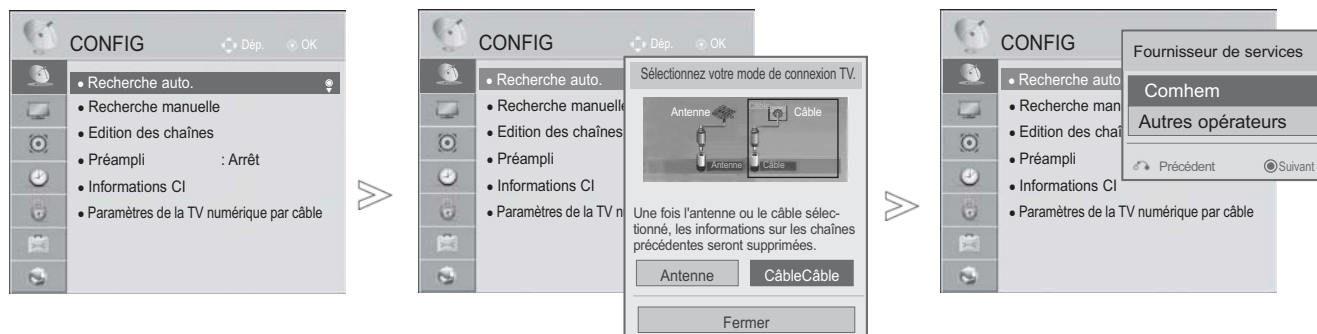 CONFIG
Dép. OK
• Recherche auto.
• Recherche manuelle
• Edition des chaînes
• Préampli : Arrêt
• Informations CI
• Paramètres de la TV numérique par câble
CONFIG
Dép. OK
• Recherche auto.
• Recherche manuelle
• Edition des chaînes
• Préampli
• Informations CI
• Paramètres de la TV n
Sélectionnez votre mode de connexion TV.
Antenne
Câble
Câble
Antenne
Câble
Une fois l'antenne ou le câble sélec-
tionné, les informations sur les chaînes
précédentes seront supprimées.
Antenne
CâbleCâble
Fermer
CONFIG
• Recherche auto
• Recherche man
• Edition des chaî
• Préampli
• Informations CI
• Paramètres de la TV numérique par câble
Fournisseur de services
Comhem
Autres opérateurs
Précédent
Suivant